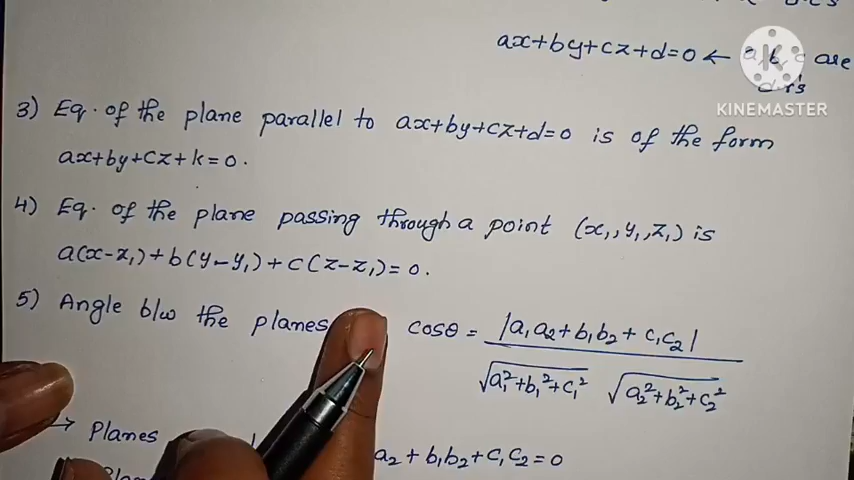 ax+by+cz+d=0 ← a, b, c are
d.r's
KINEMASTER
3) Eq. of the plane parallel to ax+by+cz+d=0 is of the form
ax+by+cz+k=0.
4) Eq. of the plane passing through a point (x₁, y₁, z₁) is
a(x-x₁)+b(y-y₁)+c(z-z₁)=0.
5) Angle b/w the planes cosθ = |a₁a₂+b₁b₂+c₁c₂|
√a₁²+b₁²+c₁² √a₂²+b₂²+c₂²
→ Planes a₂+b₁b₂+c₁c₂=0